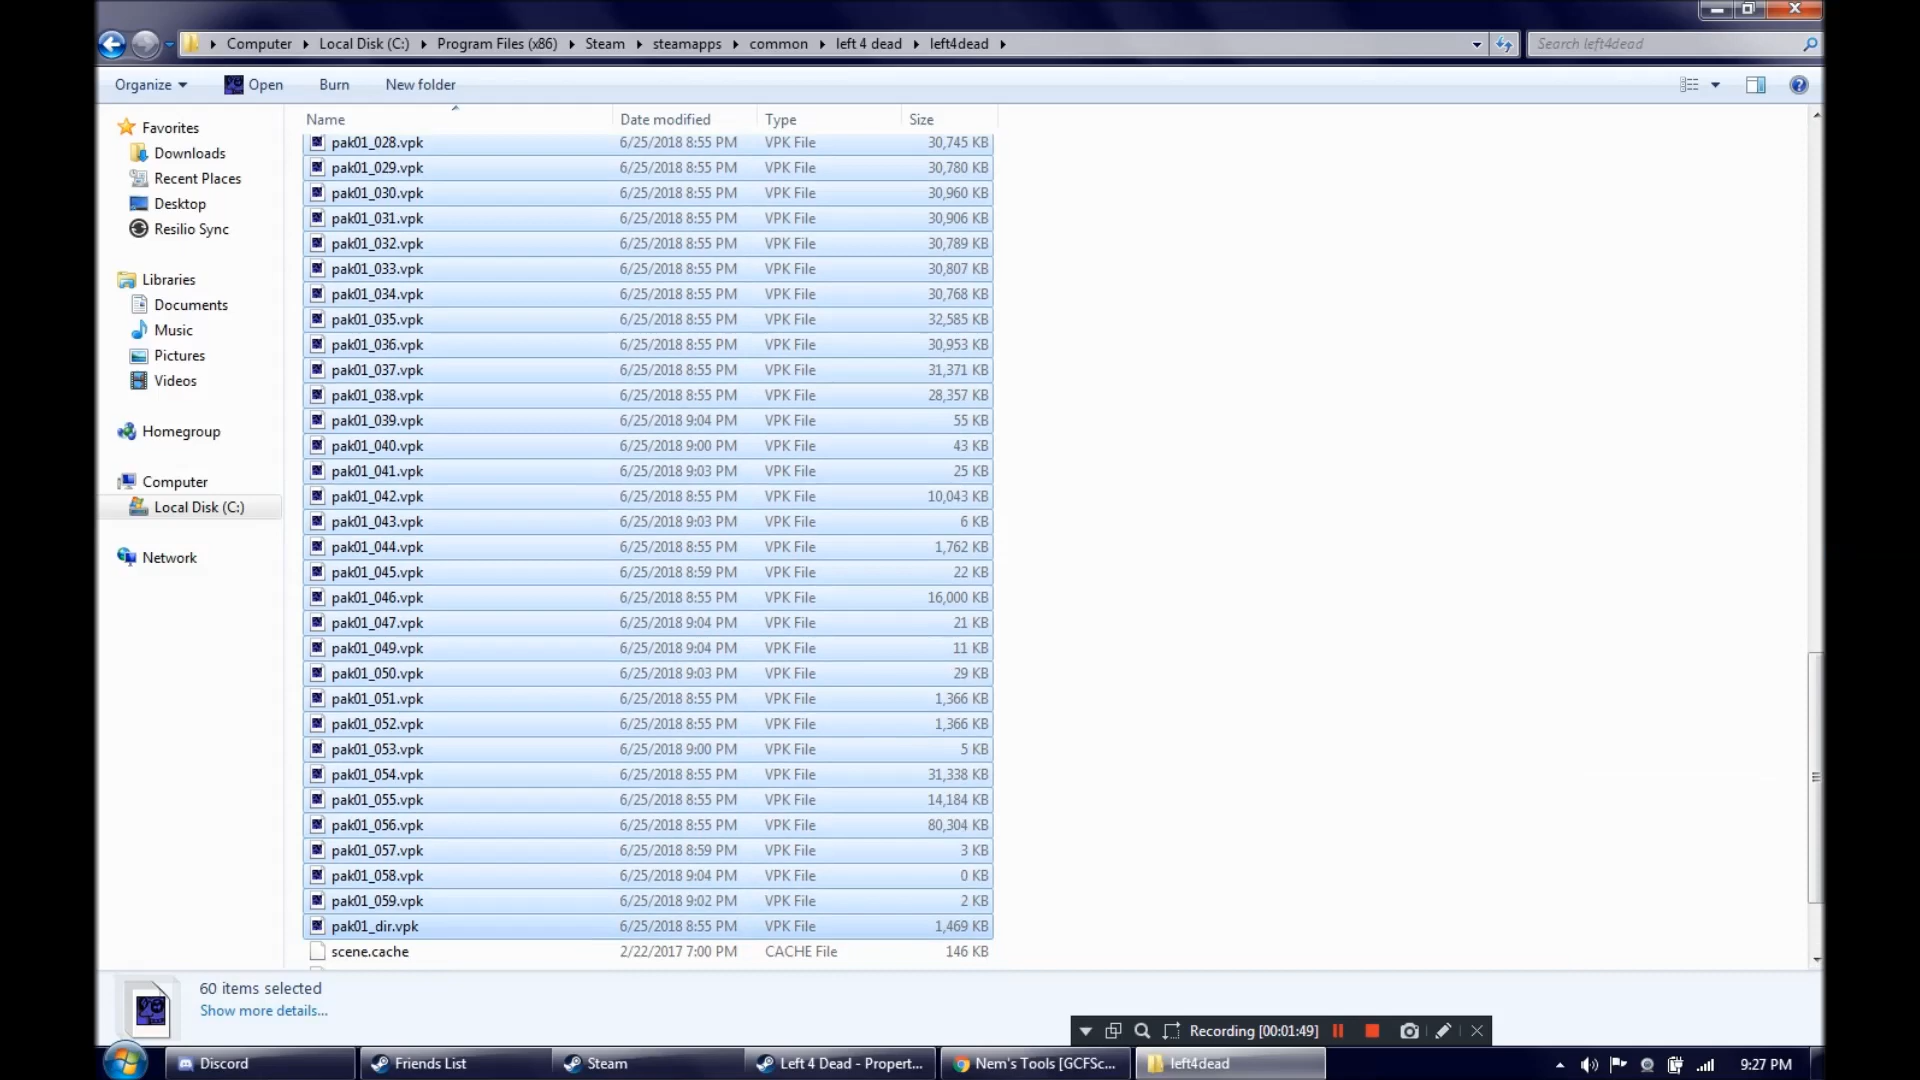 Computer Local Disk (C:) Program Files (x86) Steam steamapps common left 4 dead left4dead
Search left4dead
Organize Open Burn New folder
Name Date modified Type Size
Favorites
Downloads
Recent Places
Desktop
Resilio Sync
Libraries
Documents
Music
Pictures
Videos
Homegroup
Computer
Local Disk (C:)
Network
pak01_028.vpk 6/25/2018 8:55 PM VPK File 30,745 KB
pak01_029.vpk 6/25/2018 8:55 PM VPK File 30,780 KB
pak01_030.vpk 6/25/2018 8:55 PM VPK File 30,960 KB
pak01_031.vpk 6/25/2018 8:55 PM VPK File 30,906 KB
pak01_032.vpk 6/25/2018 8:55 PM VPK File 30,789 KB
pak01_033.vpk 6/25/2018 8:55 PM VPK File 30,807 KB
pak01_034.vpk 6/25/2018 8:55 PM VPK File 30,768 KB
pak01_035.vpk 6/25/2018 8:55 PM VPK File 32,585 KB
pak01_036.vpk 6/25/2018 8:55 PM VPK File 30,953 KB
pak01_037.vpk 6/25/2018 8:55 PM VPK File 31,371 KB
pak01_038.vpk 6/25/2018 8:55 PM VPK File 28,357 KB
pak01_039.vpk 6/25/2018 9:04 PM VPK File 55 KB
pak01_040.vpk 6/25/2018 9:00 PM VPK File 43 KB
pak01_041.vpk 6/25/2018 9:03 PM VPK File 25 KB
pak01_042.vpk 6/25/2018 8:55 PM VPK File 10,043 KB
pak01_043.vpk 6/25/2018 9:03 PM VPK File 6 KB
pak01_044.vpk 6/25/2018 8:55 PM VPK File 1,762 KB
pak01_045.vpk 6/25/2018 8:59 PM VPK File 22 KB
pak01_046.vpk 6/25/2018 8:55 PM VPK File 16,000 KB
pak01_047.vpk 6/25/2018 9:04 PM VPK File 21 KB
pak01_049.vpk 6/25/2018 9:04 PM VPK File 11 KB
pak01_050.vpk 6/25/2018 9:03 PM VPK File 29 KB
pak01_051.vpk 6/25/2018 8:55 PM VPK File 1,366 KB
pak01_052.vpk 6/25/2018 8:55 PM VPK File 1,366 KB
pak01_053.vpk 6/25/2018 9:00 PM VPK File 5 KB
pak01_054.vpk 6/25/2018 8:55 PM VPK File 31,338 KB
pak01_055.vpk 6/25/2018 8:55 PM VPK File 14,184 KB
pak01_056.vpk 6/25/2018 8:55 PM VPK File 80,304 KB
pak01_057.vpk 6/25/2018 8:59 PM VPK File 3 KB
pak01_058.vpk 6/25/2018 9:04 PM VPK File 0 KB
pak01_059.vpk 6/25/2018 9:02 PM VPK File 2 KB
pak01_dir.vpk 6/25/2018 8:55 PM VPK File 1,469 KB
scene.cache 2/22/2017 7:00 PM CACHE File 146 KB
60 items selected
Show more details...
Recording [00:01:49]
Discord Friends List Steam Left 4 Dead - Propert... Nem's Tools [GCFSc... left4dead 9:27 PM